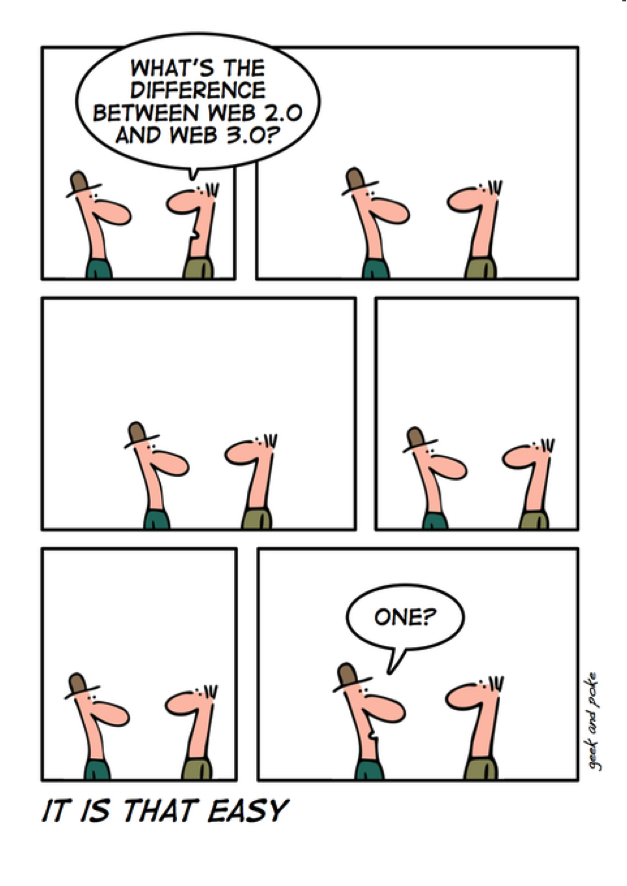 WHAT'S THE
DIFFERENCE
BETWEEN WEB 2.0
AND WEB 3.0?
ONE?
geek and poke
IT IS THAT EASY